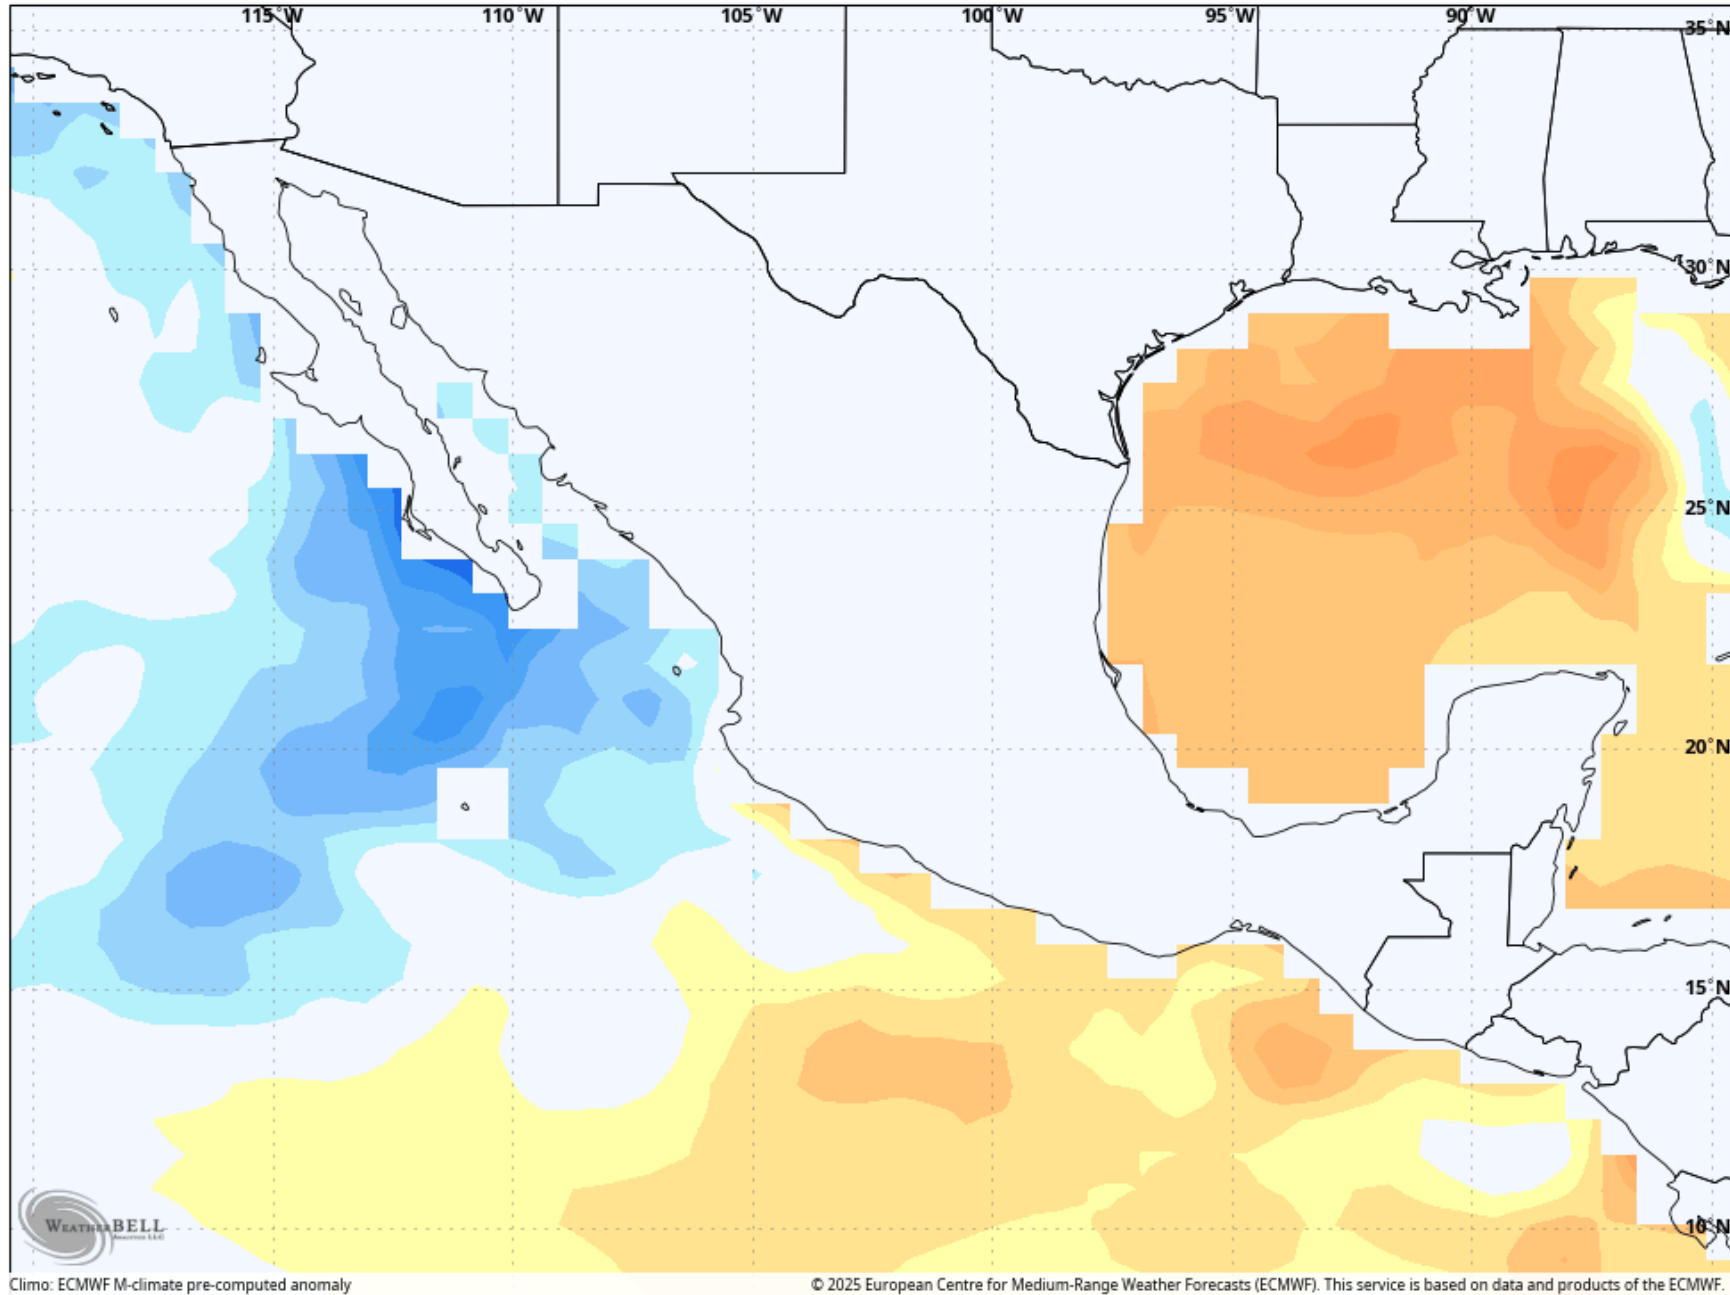 115°W 110°W 105°W 100°W 95°W 90°W
35°N
30°N
25°N
20°N
15°N
10°N
WEATHERBELL
ANALYTICS LLC
Climo: ECMWF M-climate pre-computed anomaly
© 2025 European Centre for Medium-Range Weather Forecasts (ECMWF). This service is based on data and products of the ECMWF.